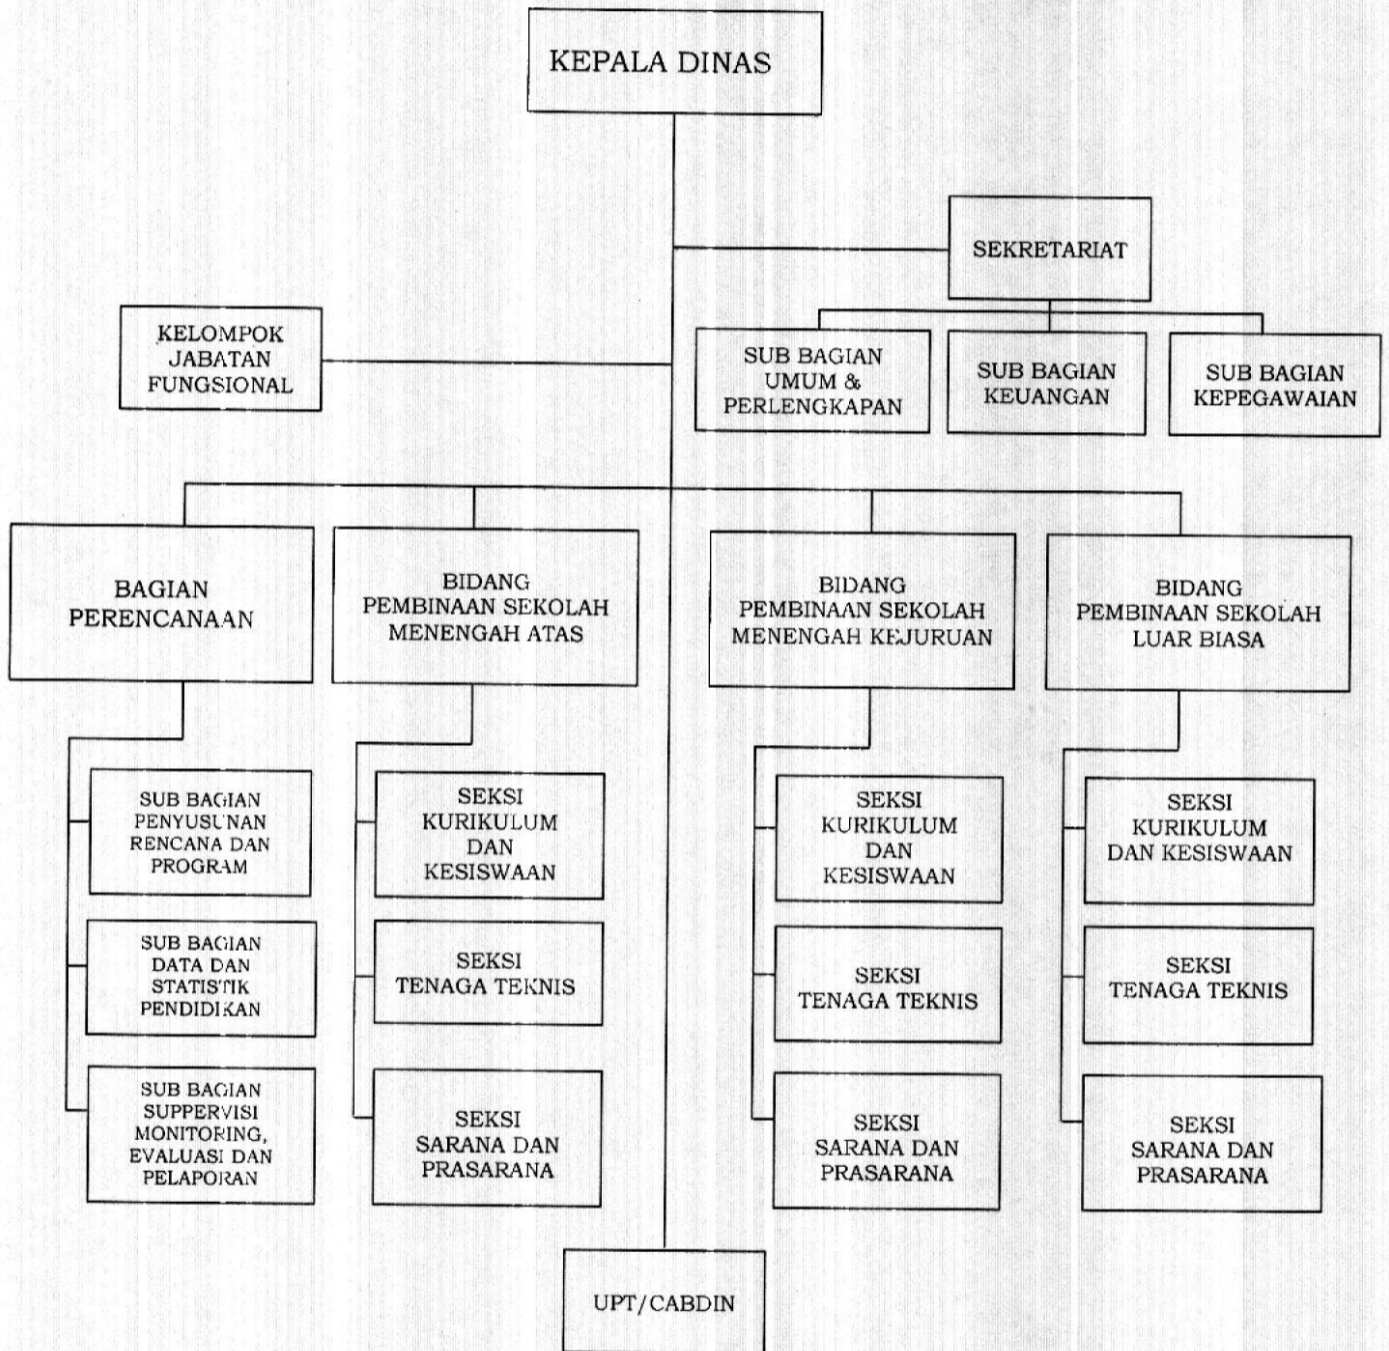 KEPALA DINAS
SEKRETARIAT
KELOMPOK
JABATAN
FUNGSIONAL
SUB BAGIAN
UMUM &
PERLENGKAPAN
SUB BAGIAN
KEUANGAN
SUB BAGIAN
KEPEGAWAIAN
BAGIAN
PERENCANAAN
BIDANG
PEMBINAAN SEKOLAH
MENENGAH ATAS
BIDANG
PEMBINAAN SEKOLAH
MENENGAH KEJURUAN
BIDANG
PEMBINAAN SEKOLAH
LUAR BIASA
SUB BAGIAN
PENYUSUNAN
RENCANA DAN
PROGRAM
SEKSI
KURIKULUM
DAN
KESISWAAN
SEKSI
KURIKULUM
DAN
KESISWAAN
SEKSI
KURIKULUM
DAN KESISWAAN
SUB BAGIAN
DATA DAN
STATISTIK
PENDIDIKAN
SEKSI
TENAGA TEKNIS
SEKSI
TENAGA TEKNIS
SEKSI
TENAGA TEKNIS
SUB BAGIAN
SUPPERVISI
MONITORING,
EVALUASI DAN
PELAPORAN
SEKSI
SARANA DAN
PRASARANA
SEKSI
SARANA DAN
PRASARANA
SEKSI
SARANA DAN
PRASARANA
UPT/CABDIN